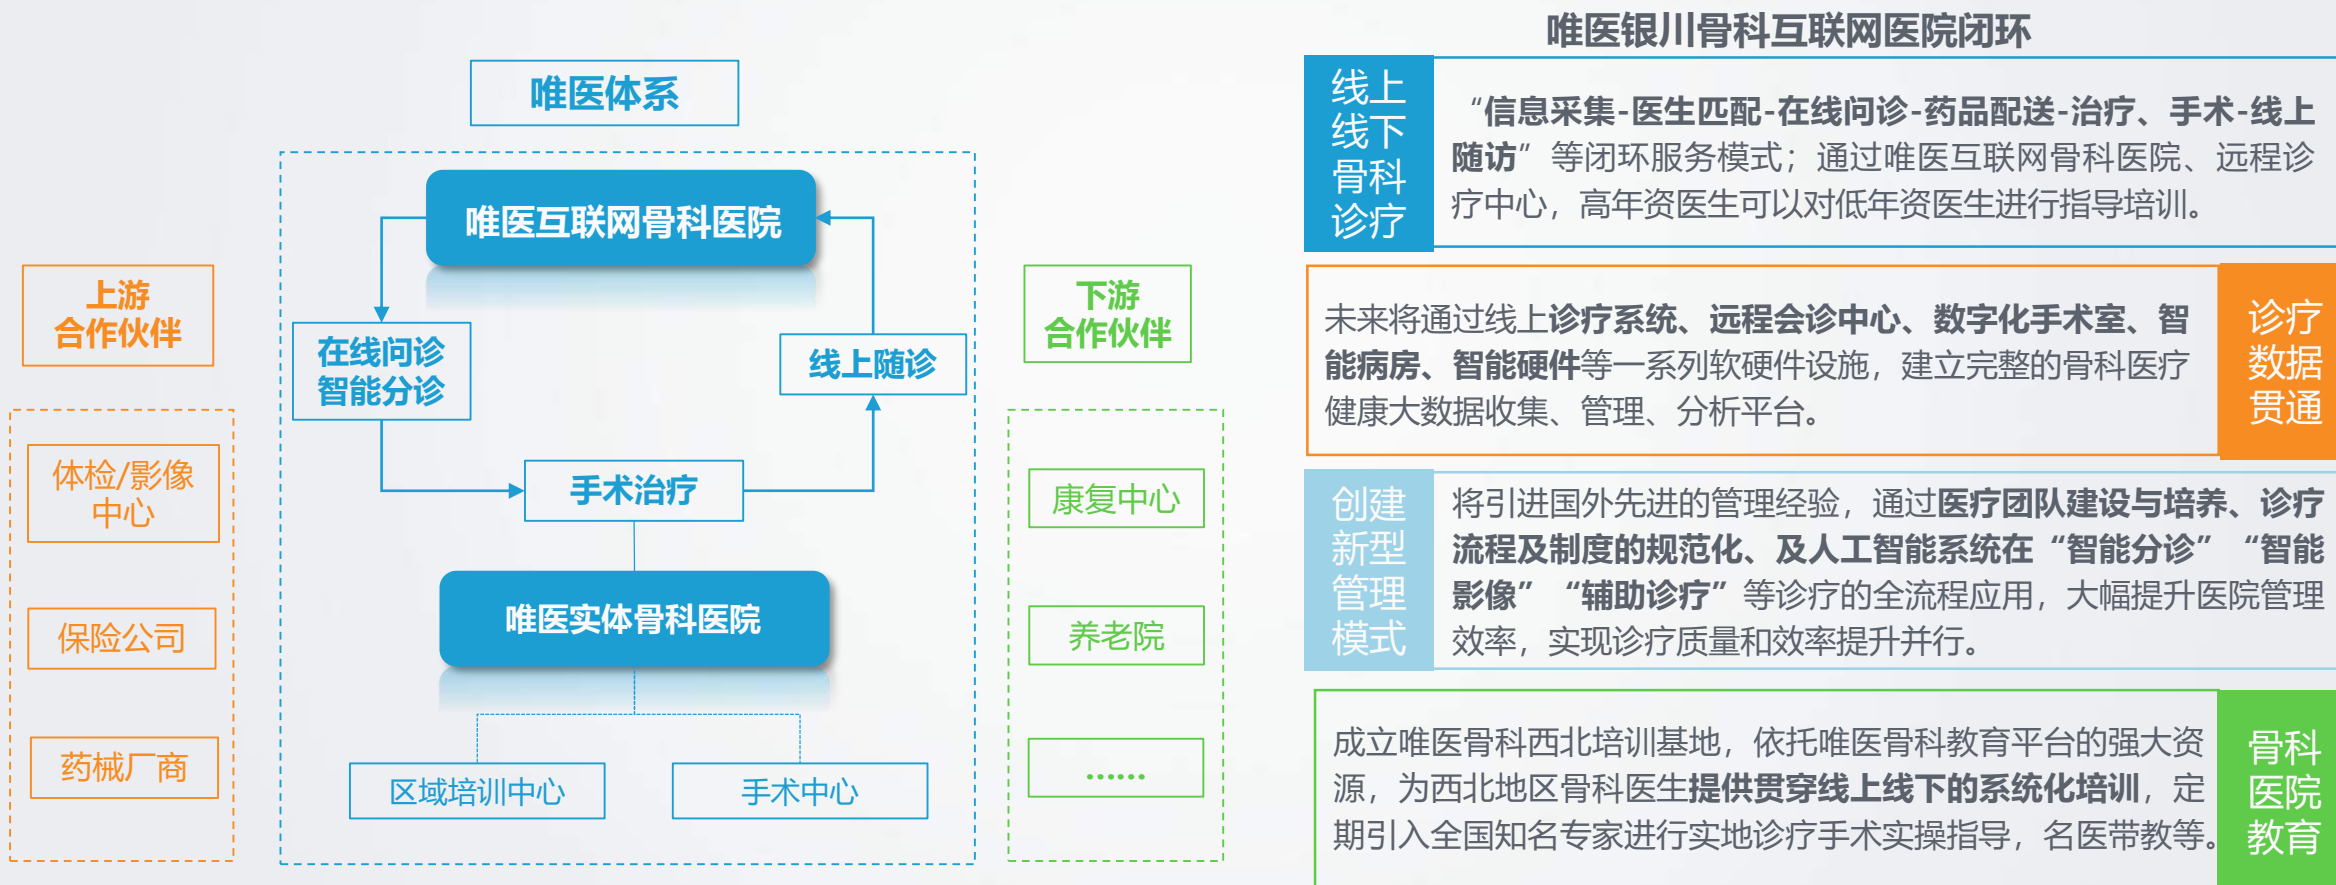 唯医体系
唯医互联网骨科医院
在线问诊
智能分诊
线上随诊
手术治疗
唯医实体骨科医院
区域培训中心
手术中心
上游
合作伙伴
体检/影像
中心
保险公司
药械厂商
下游
合作伙伴
康复中心
养老院
……
唯医银川骨科互联网医院闭环
线上
线下
骨科
诊疗
“信息采集-医生匹配-在线问诊-药品配送-治疗、手术-线上
随访”等闭环服务模式；通过唯医互联网骨科医院、远程诊
疗中心，高年资医生可以对低年资医生进行指导培训。
未来将通过线上诊疗系统、远程会诊中心、数字化手术室、智
能病房、智能硬件等一系列软硬件设施，建立完整的骨科医疗
健康大数据收集、管理、分析平台。
诊疗
数据
贯通
创建
新型
管理
模式
将引进国外先进的管理经验，通过医疗团队建设与培养、诊疗
流程及制度的规范化、及人工智能系统在“智能分诊”“智能
影像”“辅助诊疗”等诊疗的全流程应用，大幅提升医院管理
效率，实现诊疗质量和效率提升并行。
成立唯医骨科西北培训基地，依托唯医骨科教育平台的强大资
源，为西北地区骨科医生提供贯穿线上线下的系统化培训，定
期引入全国知名专家进行实地诊疗手术实操指导，名医带教等。
骨科
医院
教育